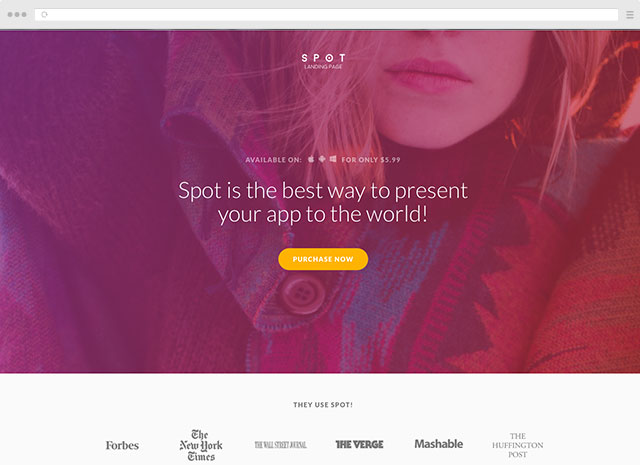 SPOT
LANDING PAGE
AVAILABLE ON: FOR ONLY $5.99
Spot is the best way to present
your app to the world!
PURCHASE NOW
THEY USE SPOT!
Forbes
The
New York
Times
THE WALL STREET JOURNAL
THE VERGE
Mashable
THE
HUFFINGTON
POST